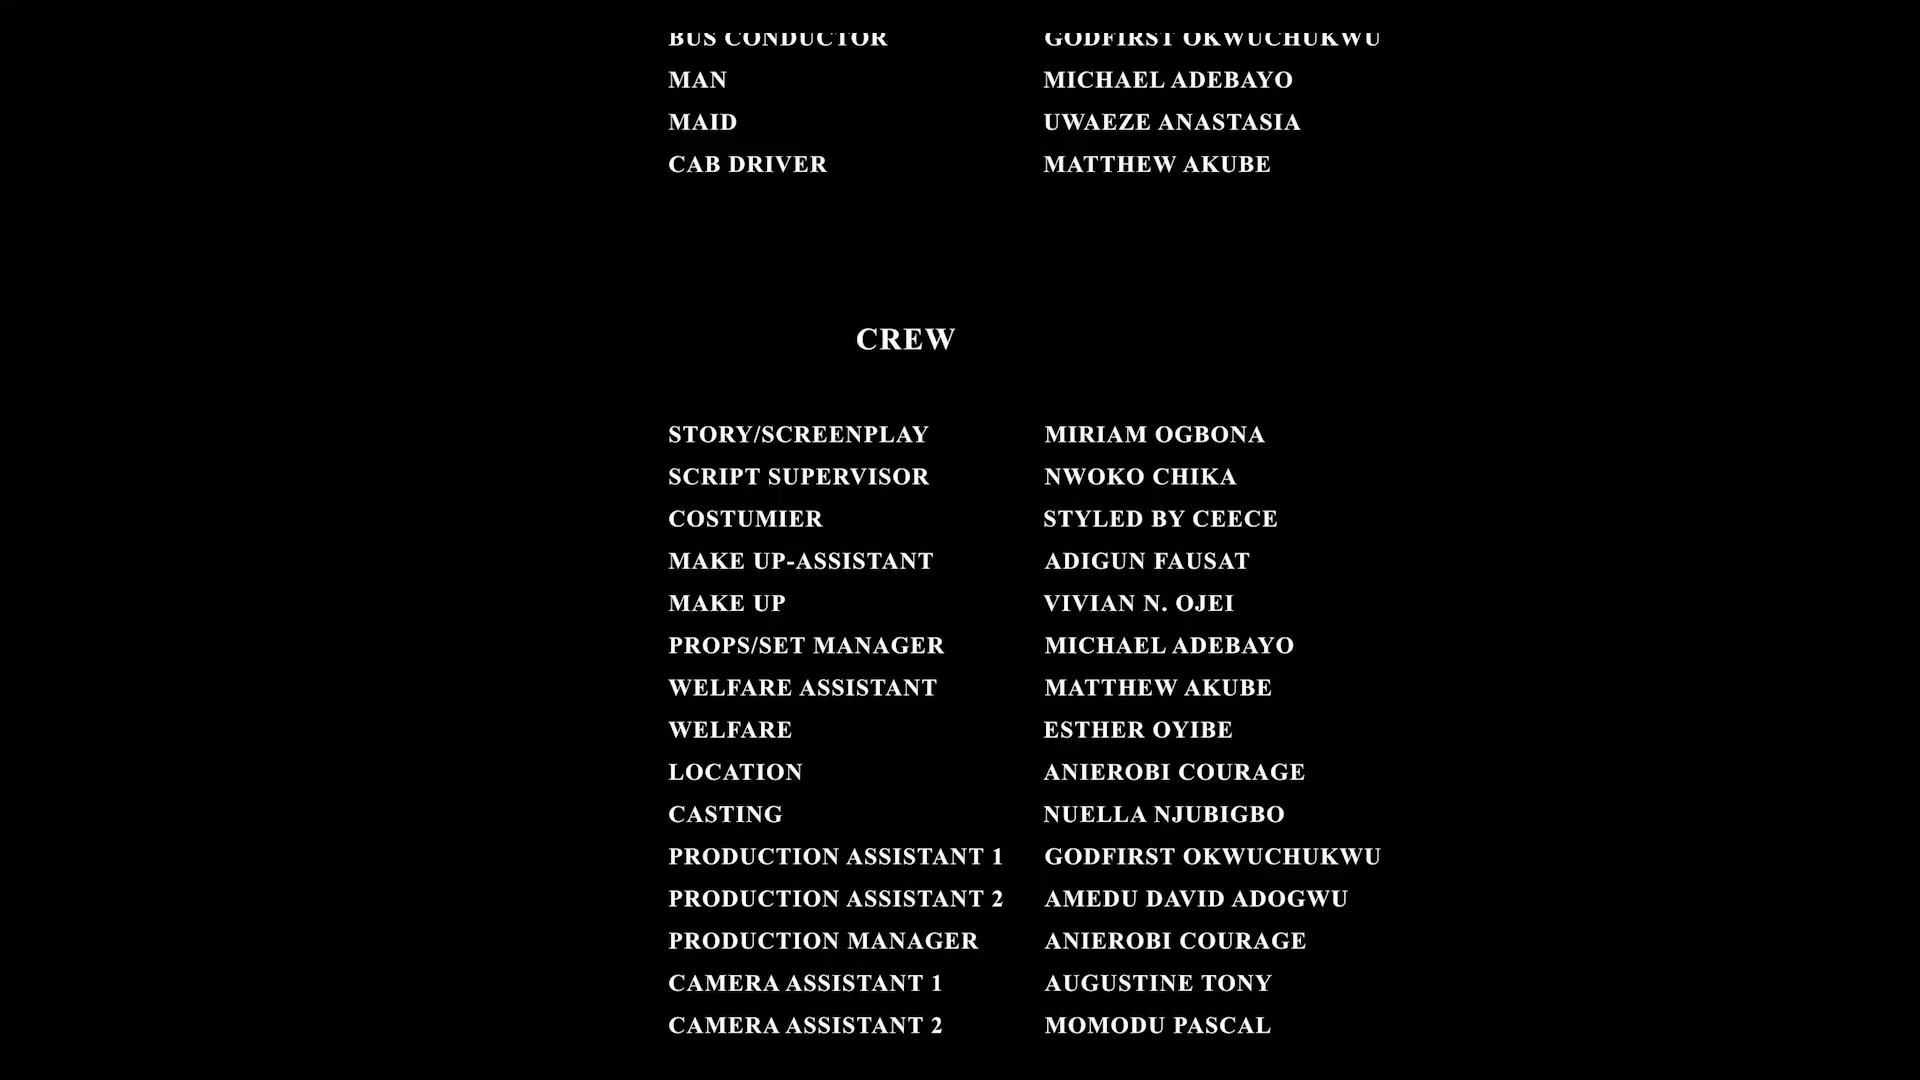 BUS CONDUCTOR GODFIRST OKWUCHUKWU
MAN MICHAEL ADEBAYO
MAID UWAEZE ANASTASIA
CAB DRIVER MATTHEW AKUBE
CREW
STORY/SCREENPLAY MIRIAM OGBONA
SCRIPT SUPERVISOR NWOKO CHIKA
COSTUMIER STYLED BY CEECE
MAKE UP-ASSISTANT ADIGUN FAUSAT
MAKE UP VIVIAN N. OJEI
PROPS/SET MANAGER MICHAEL ADEBAYO
WELFARE ASSISTANT MATTHEW AKUBE
WELFARE ESTHER OYIBE
LOCATION ANIEROBI COURAGE
CASTING NUELLA NJUBIGBO
PRODUCTION ASSISTANT 1 GODFIRST OKWUCHUKWU
PRODUCTION ASSISTANT 2 AMEDU DAVID ADOGWU
PRODUCTION MANAGER ANIEROBI COURAGE
CAMERA ASSISTANT 1 AUGUSTINE TONY
CAMERA ASSISTANT 2 MOMODU PASCAL